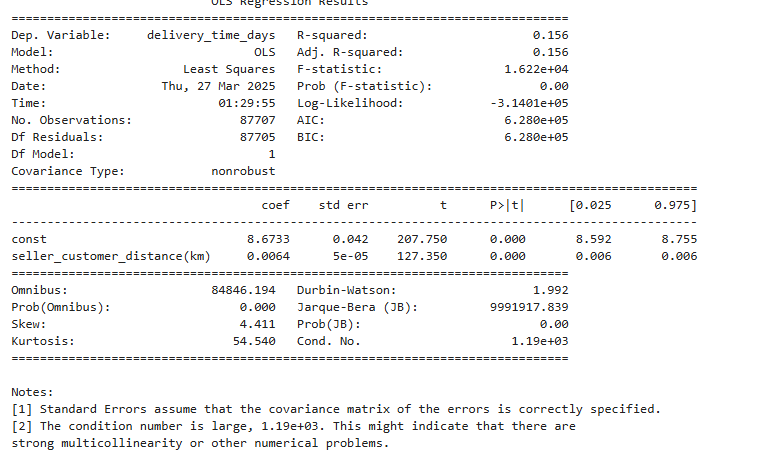 OLS Regression Results
==============================================================================
Dep. Variable:     delivery_time_days   R-squared:                       0.156
Model:                            OLS   Adj. R-squared:                  0.156
Method:                 Least Squares   F-statistic:                 1.622e+04
Date:                Thu, 27 Mar 2025   Prob (F-statistic):               0.00
Time:                        01:29:55   Log-Likelihood:            -3.1401e+05
No. Observations:               87707   AIC:                         6.280e+05
Df Residuals:                   87705   BIC:                         6.280e+05
Df Model:                           1
Covariance Type:            nonrobust
================================================================================================
                                   coef    std err          t      P>|t|      [0.025      0.975]
------------------------------------------------------------------------------------------------
const                            8.6733      0.042    207.750      0.000       8.592       8.755
seller_customer_distance(km)     0.0064      5e-05    127.350      0.000       0.006       0.006
==============================================================================
Omnibus:                    84846.194   Durbin-Watson:                   1.992
Prob(Omnibus):                  0.000   Jarque-Bera (JB):          9991917.839
Skew:                           4.411   Prob(JB):                         0.00
Kurtosis:                      54.540   Cond. No.                     1.19e+03
==============================================================================

Notes:
[1] Standard Errors assume that the covariance matrix of the errors is correctly specified.
[2] The condition number is large, 1.19e+03. This might indicate that there are
strong multicollinearity or other numerical problems.